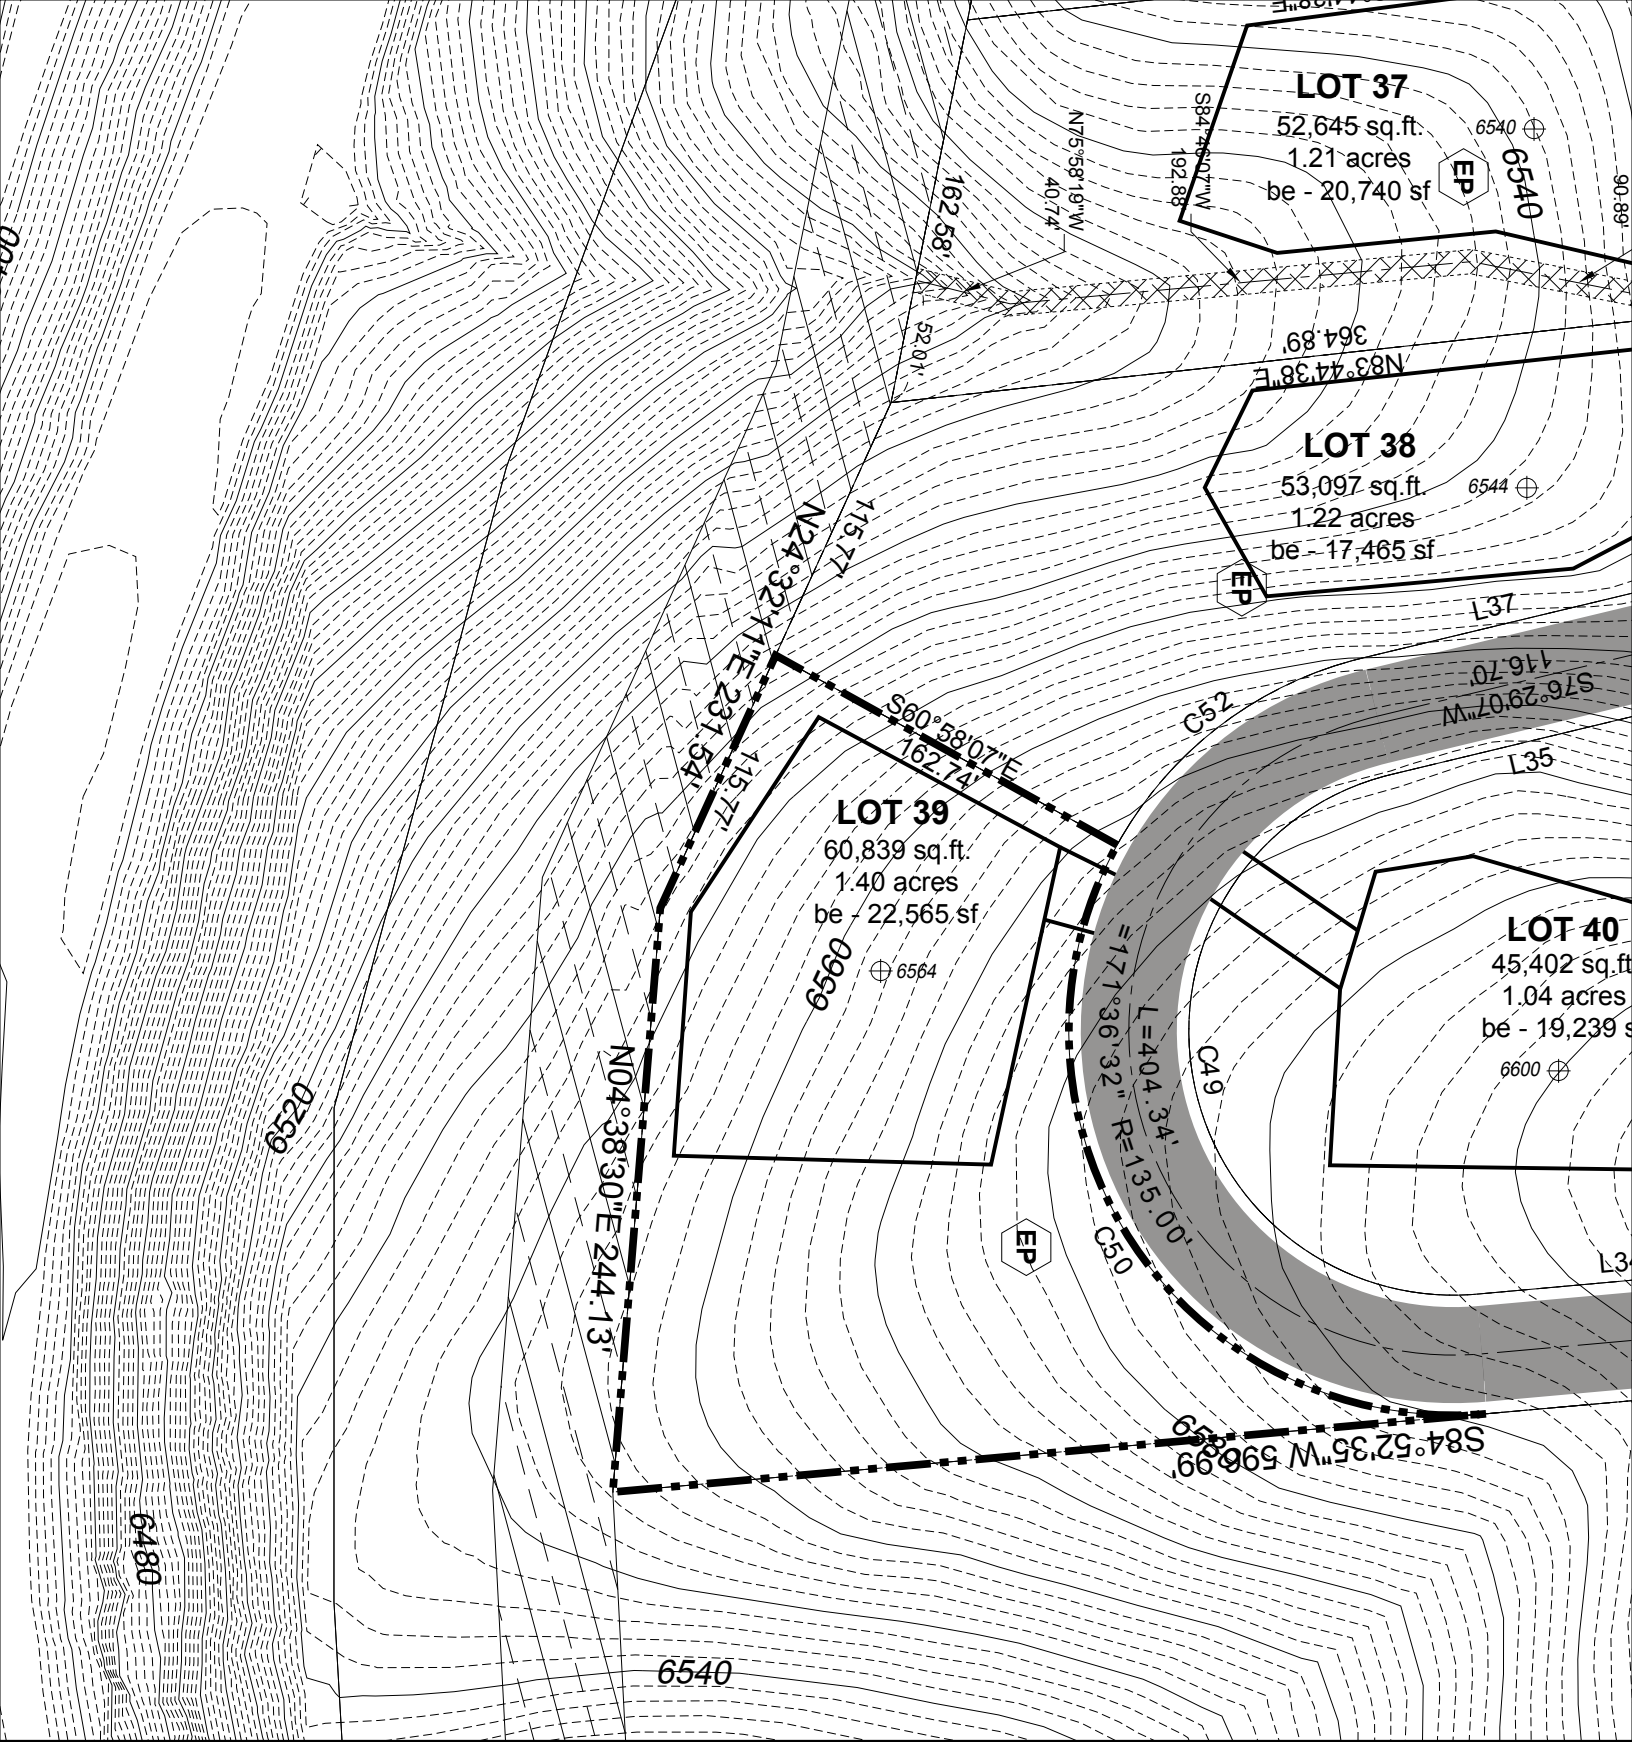 LOT 37
52,645 sq.ft.
1.21 acres
be - 20,740 sf
6540
EP
6540
90.89'
S84°46'07"W
192.88'
N75°58'19"W
40.74'
162.58'
52.01'
364.89'
N83°44'38"E
LOT 38
53,097 sq.ft.
1.22 acres
be - 17,465 sf
6544
EP
L37
116.70'
S76°29'07"W
L35
C52
115.77'
N24°32'11"E 231.54'
115.77'
S60°58'07"E
162.74'
LOT 39
60,839 sq.ft.
1.40 acres
be - 22,565 sf
6560
6564
LOT 40
45,402 sq.ft
1.04 acres
be - 19,239 s
6600
=171°36'32" R=135.00'
L=404.34'
C49
C50
EP
N04°38'30"E 244.13'
6520
L34
S84°52'35"W 596.99'
6480
6540